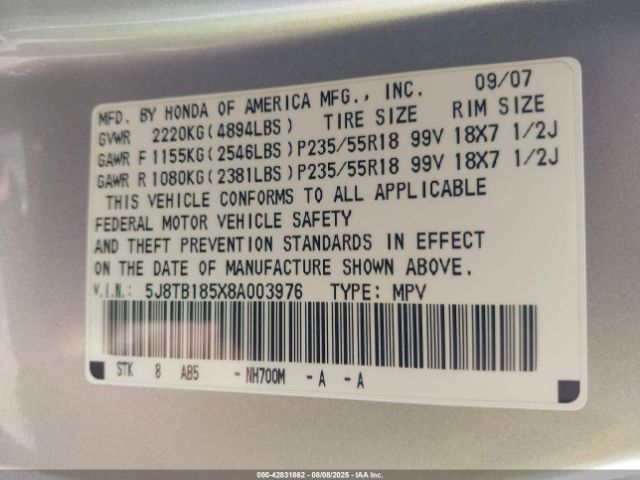 MFD. BY HONDA OF AMERICA MFG., INC. 09/07
GVWR 2220KG(4894LBS) TIRE SIZE RIM SIZE
GAWR F 1155KG(2546LBS)P235/55R18 99V 18X7 1/2J
GAWR R 1080KG(2381LBS)P235/55R18 99V 18X7 1/2J
THIS VEHICLE CONFORMS TO ALL APPLICABLE
FEDERAL MOTOR VEHICLE SAFETY
AND THEFT PREVENTION STANDARDS IN EFFECT
ON THE DATE OF MANUFACTURE SHOWN ABOVE.
V.I.N.: 5J8TB185X8A003976 TYPE: MPV
STK 8 AB5 -NH700M -A -A
000-42831862 - 08/08/2025 - IAA Inc.